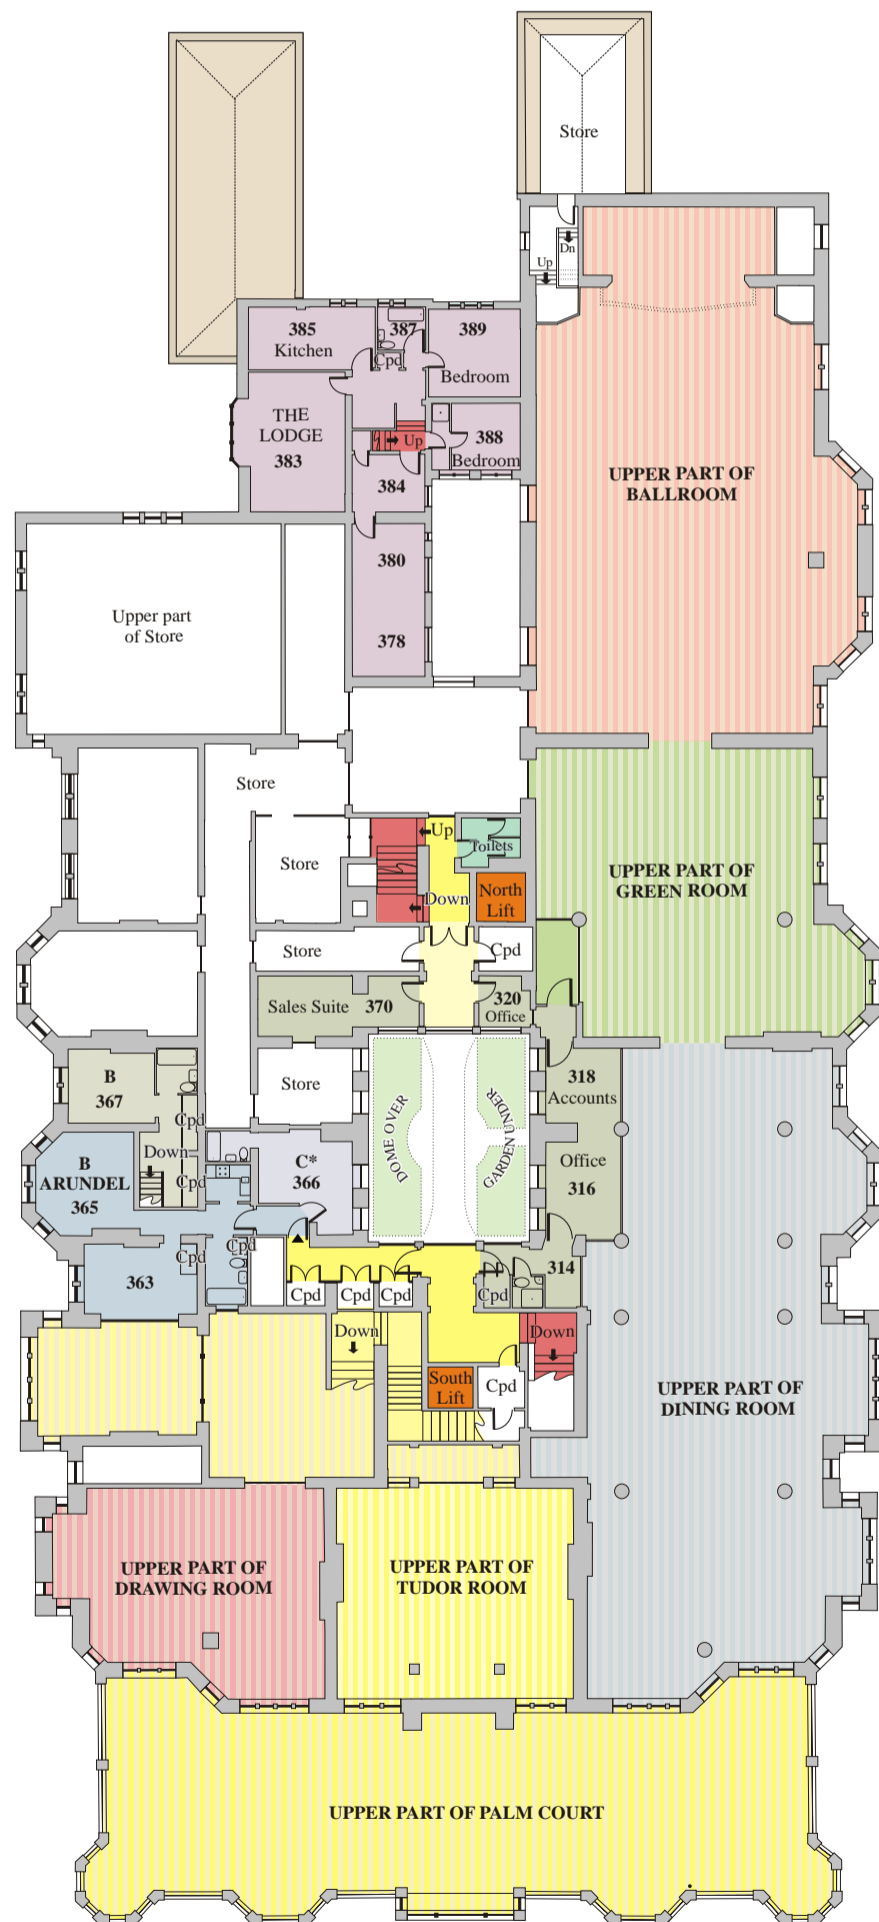 Store
Dn
Up
385
Kitchen
387
Cpd
389
Bedroom
THE
LODGE
383
Up
388
Bedroom
384
380
378
UPPER PART OF
BALLROOM
Upper part
of Store
Store
Store
Up
Toilets
Down
North
Lift
UPPER PART OF
GREEN ROOM
Store
Cpd
Sales Suite 370
320
Office
Store
DOME OVER
GARDEN UNDER
318
Accounts
Office
316
314
B
367
Cpd
Down
Cpd
B
ARUNDEL
365
C*
366
Cpd
Cpd
363
Cpd
Cpd
Cpd
Cpd
Down
Down
South
Lift
Cpd
UPPER PART OF
DINING ROOM
UPPER PART OF
DRAWING ROOM
UPPER PART OF
TUDOR ROOM
UPPER PART OF PALM COURT